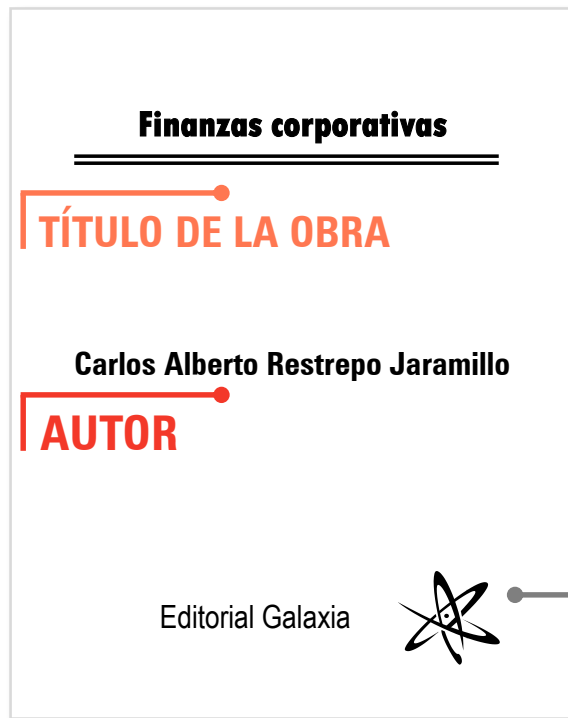 Finanzas corporativas
TÍTULO DE LA OBRA
Carlos Alberto Restrepo Jaramillo
AUTOR
Editorial Galaxia